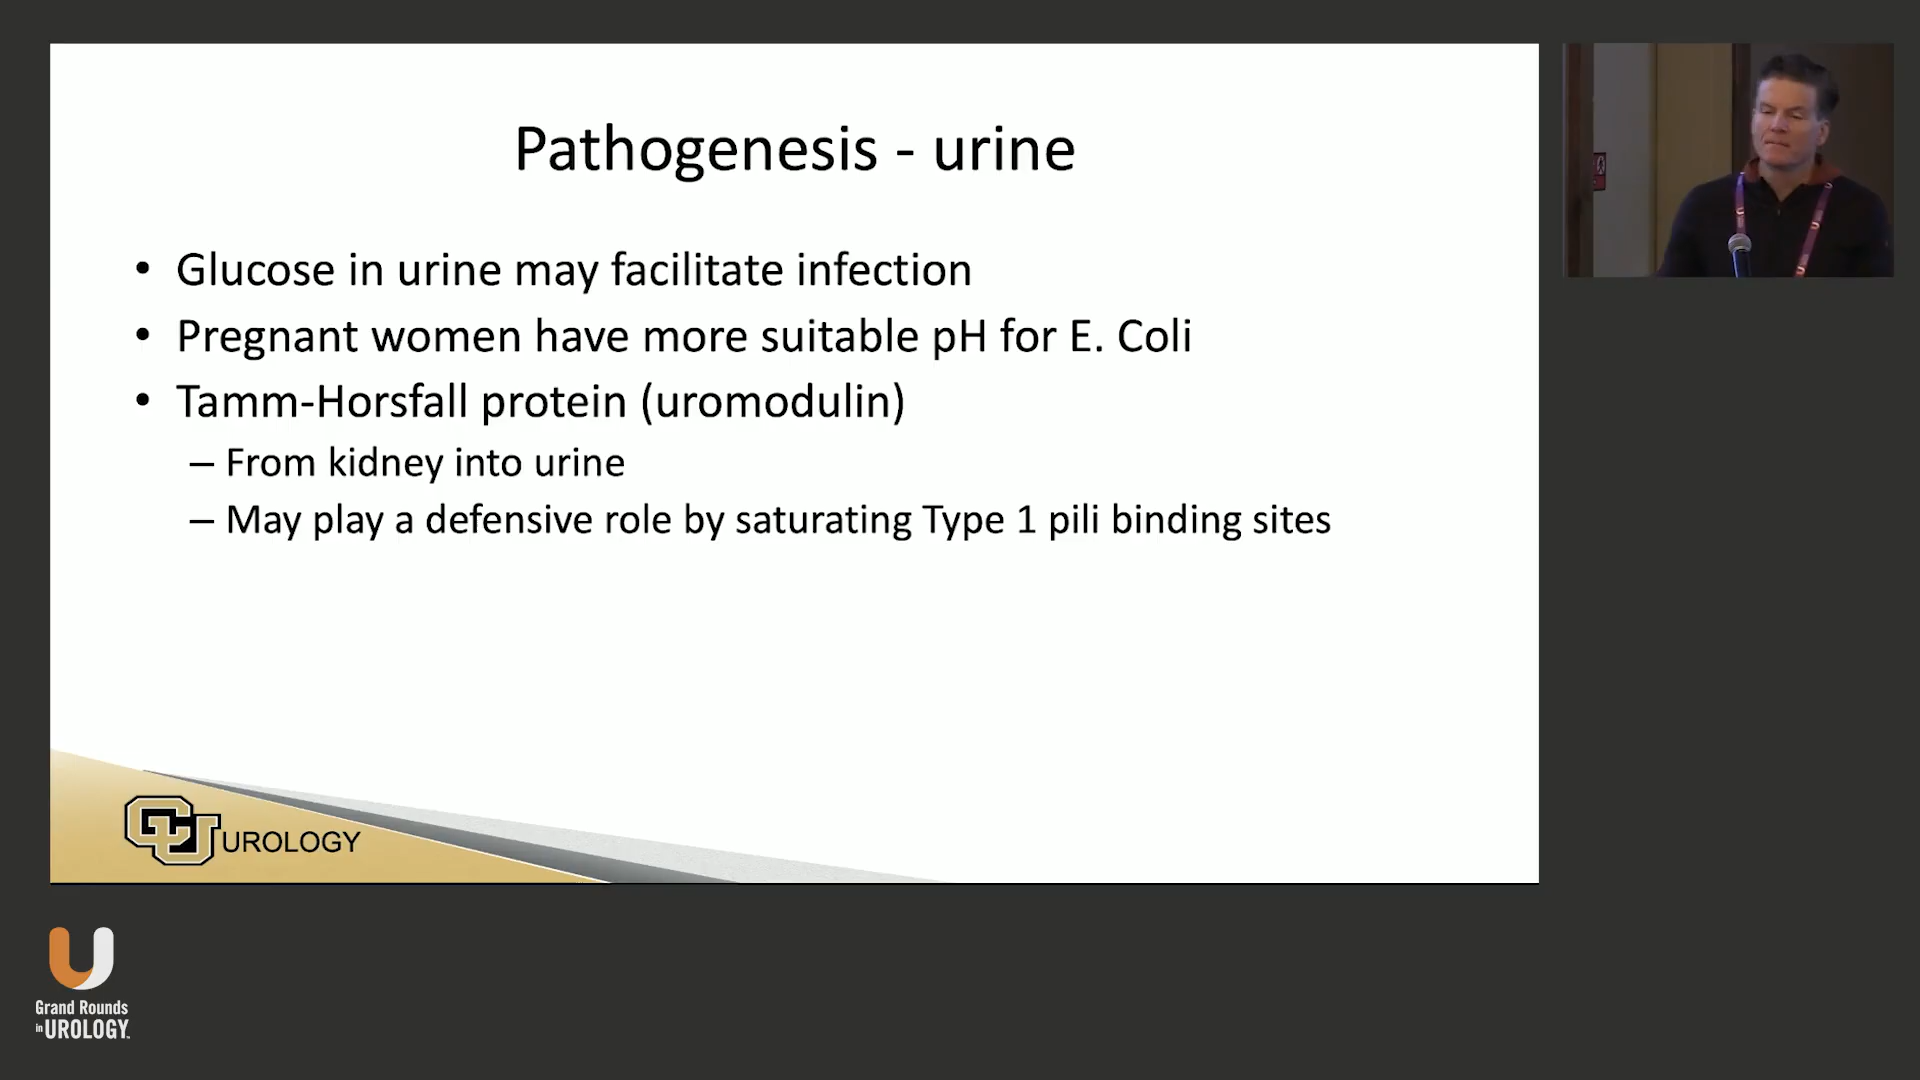 Pathogenesis - urine
• Glucose in urine may facilitate infection
• Pregnant women have more suitable pH for E. Coli
• Tamm-Horsfall protein (uromodulin)
– From kidney into urine
– May play a defensive role by saturating Type 1 pili binding sites
CU UROLOGY
Grand Rounds
in UROLOGY